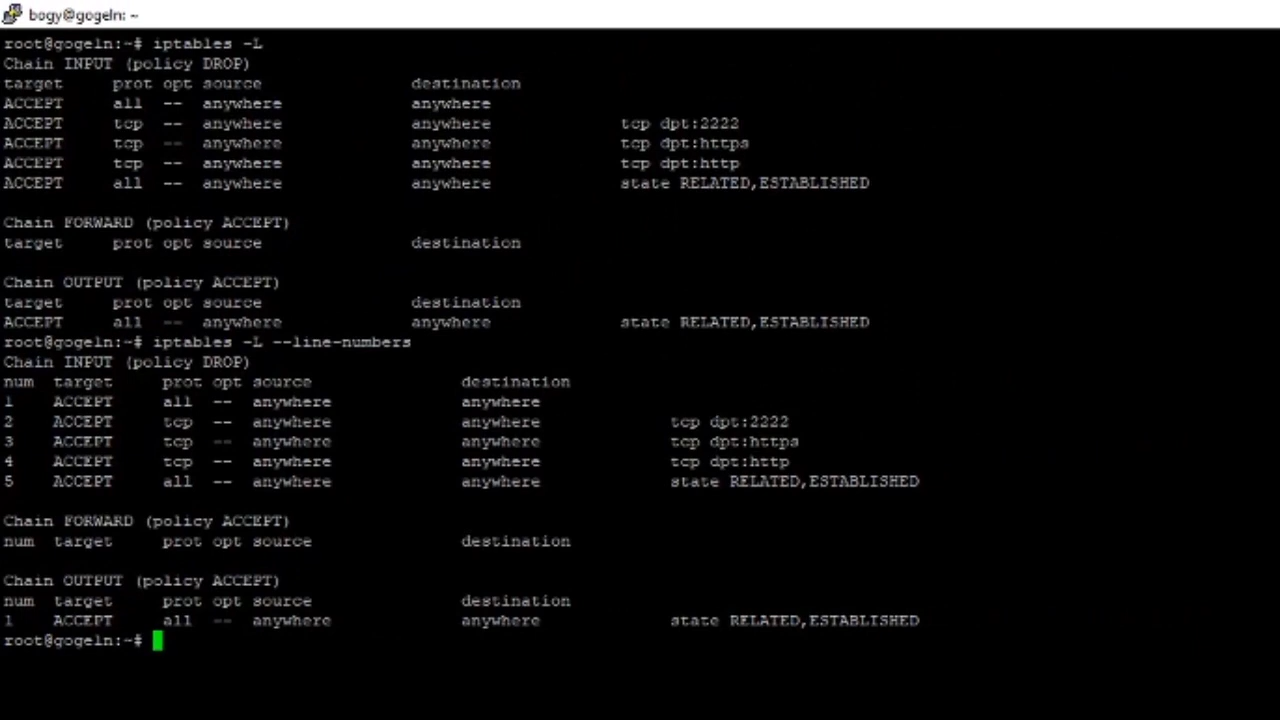 bogy@gogeln: ~
root@gogeln:~# iptables -L
Chain INPUT (policy DROP)
target     prot opt source               destination
ACCEPT     all  --  anywhere             anywhere
ACCEPT     tcp  --  anywhere             anywhere             tcp dpt:2222
ACCEPT     tcp  --  anywhere             anywhere             tcp dpt:https
ACCEPT     tcp  --  anywhere             anywhere             tcp dpt:http
ACCEPT     all  --  anywhere             anywhere             state RELATED,ESTABLISHED
Chain FORWARD (policy ACCEPT)
target     prot opt source               destination
Chain OUTPUT (policy ACCEPT)
target     prot opt source               destination
ACCEPT     all  --  anywhere             anywhere             state RELATED,ESTABLISHED
root@gogeln:~# iptables -L --line-numbers
Chain INPUT (policy DROP)
num  target     prot opt source               destination
1    ACCEPT     all  --  anywhere             anywhere
2    ACCEPT     tcp  --  anywhere             anywhere             tcp dpt:2222
3    ACCEPT     tcp  --  anywhere             anywhere             tcp dpt:https
4    ACCEPT     tcp  --  anywhere             anywhere             tcp dpt:http
5    ACCEPT     all  --  anywhere             anywhere             state RELATED,ESTABLISHED
Chain FORWARD (policy ACCEPT)
num  target     prot opt source               destination
Chain OUTPUT (policy ACCEPT)
num  target     prot opt source               destination
1    ACCEPT     all  --  anywhere             anywhere             state RELATED,ESTABLISHED
root@gogeln:~#